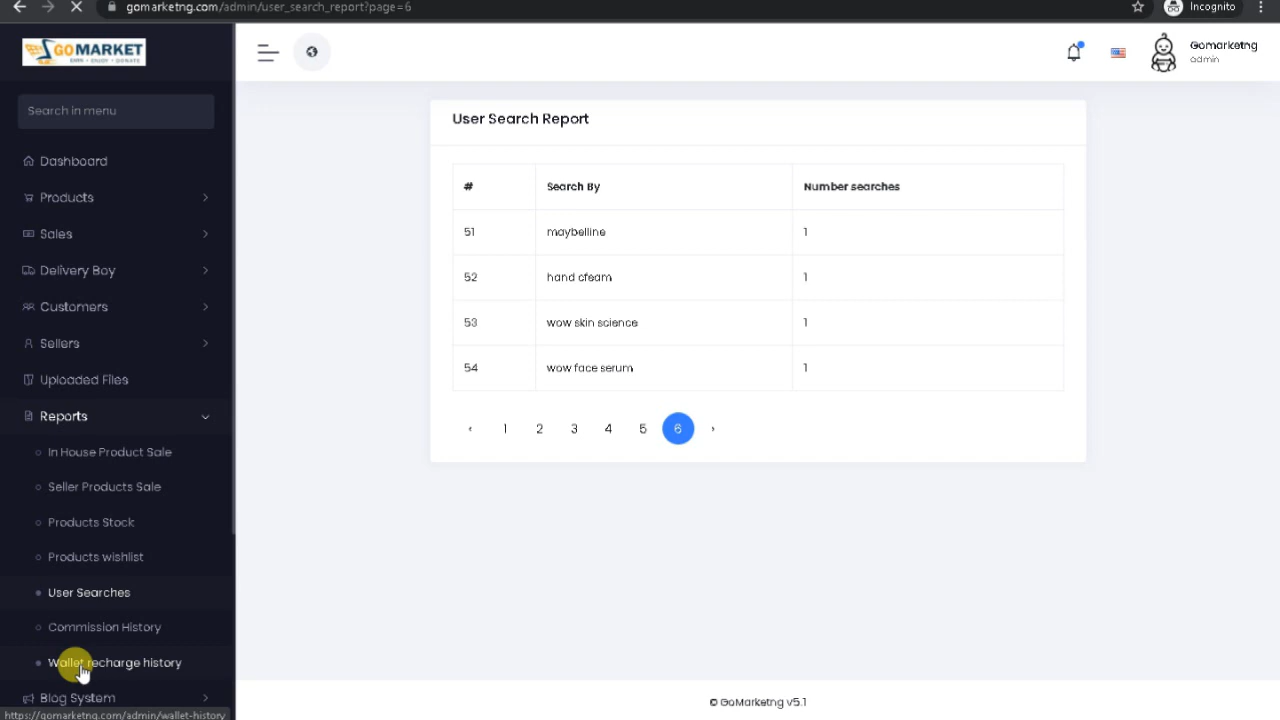 gomarketng.com/admin/user_search_report?page=6
Incognito
GOMARKET
EARN • ENJOY • DONATE
Gomarketng
admin
Search in menu
Dashboard
Products
Sales
Delivery Boy
Customers
Sellers
Uploaded Files
Reports
In House Product Sale
Seller Products Sale
Products Stock
Products wishlist
User Searches
Commission History
Wallet recharge history
Blog System
https://gomarketng.com/admin/wallet-history
User Search Report
# Search By Number searches
51 maybelline 1
52 hand cfeam 1
53 wow skin science 1
54 wow face serum 1
‹ 1 2 3 4 5 6 ›
© GoMarketng v5.1